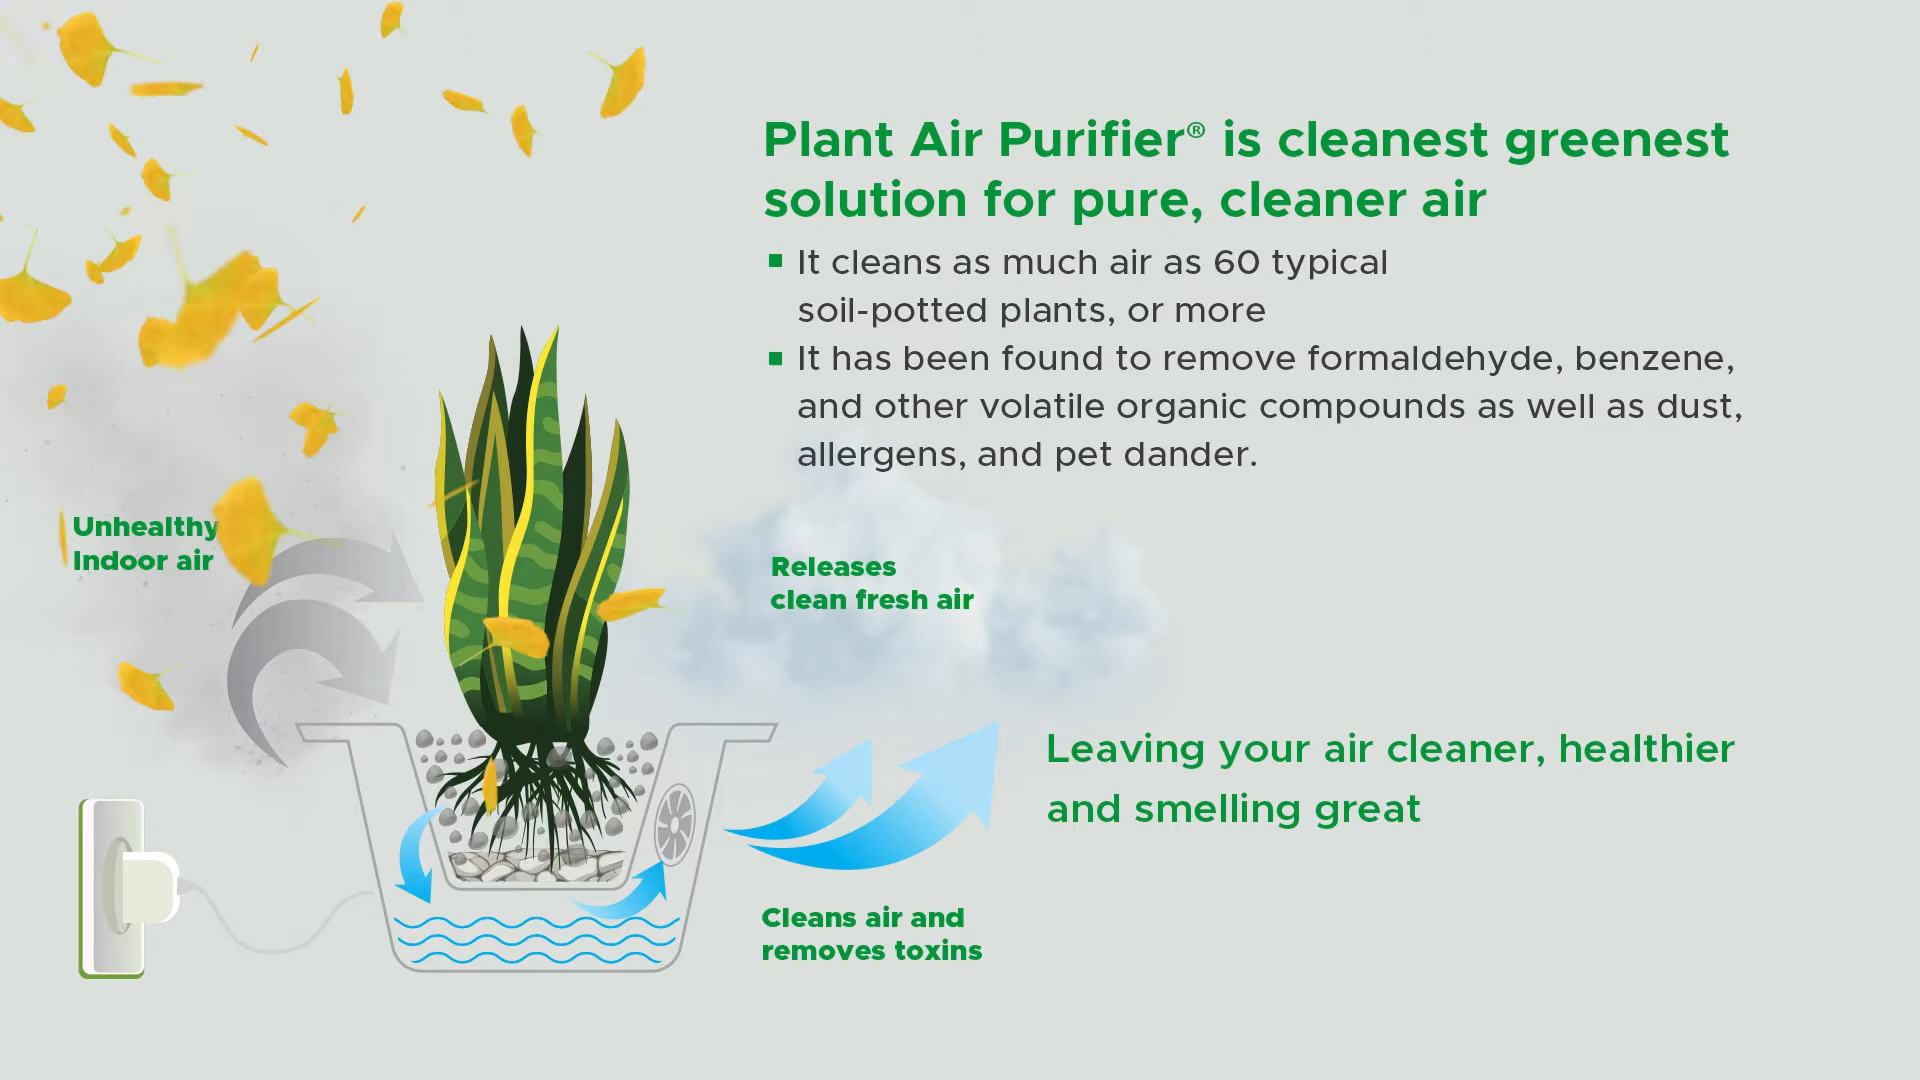 Plant Air Purifier® is cleanest greenest
solution for pure, cleaner air
▪ It cleans as much air as 60 typical
soil-potted plants, or more
▪ It has been found to remove formaldehyde, benzene,
and other volatile organic compounds as well as dust,
allergens, and pet dander.
Unhealthy
Indoor air
Releases
clean fresh air
Leaving your air cleaner, healthier
and smelling great
Cleans air and
removes toxins